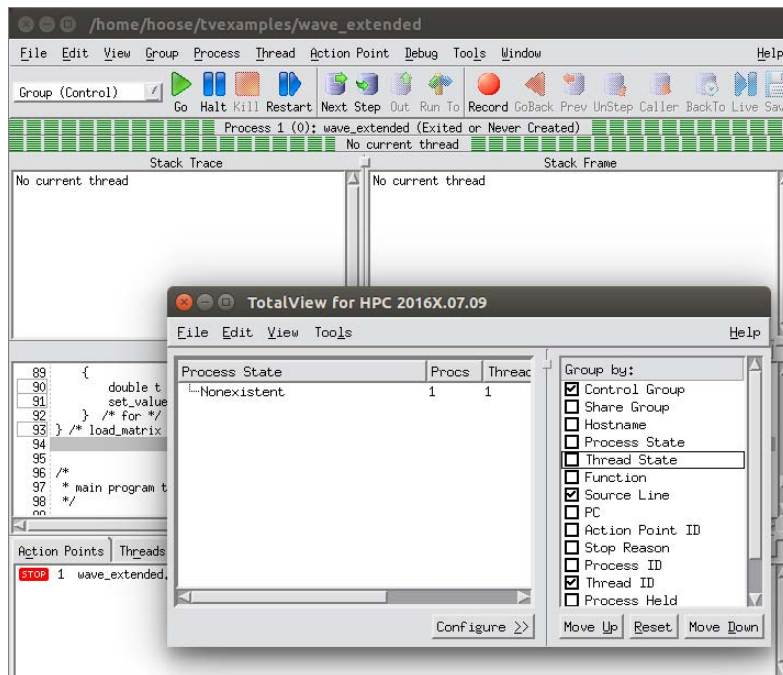 /home/hoose/tvexamples/wave_extended
File Edit View Group Process Thread Action Point Debug Tools Window Help
Group (Control)
Go Halt Kill Restart Next Step Out Run To Record GoBack Prev UnStep Caller BackTo Live Sav
Process 1 (0): wave_extended (Exited or Never Created)
No current thread
Stack Trace Stack Frame
No current thread No current thread
TotalView for HPC 2016X.07.09
File Edit View Tools Help
Process State Procs Threac
Nonexistent 1 1
Group by:
Control Group
Share Group
Hostname
Process State
Thread State
Function
Source Line
PC
Action Point ID
Stop Reason
Process ID
Thread ID
Process Held
Configure >> Move Up Reset Move Down
89 {
90 double t
91 set_value
92 } /* for */
93 } /* load_matrix
94
95
96 /*
97 * main program t
98 */
Action Points Threads
STOP 1 wave_extended.